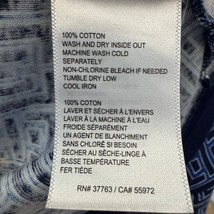 100% COTTON
WASH AND DRY INSIDE OUT
MACHINE WASH COLD
SEPARATELY
NON-CHLORINE BLEACH IF NEEDED
TUMBLE DRY LOW
COOL IRON
100% COTON
LAVER ET SÉCHER À L'ENVERS
LAVER À LA MACHINE À L'EAU
FROIDE SÉPARÉMENT
UN AGENT DE BLANCHIMENT
SANS CHLORE SI BESOIN
SÉCHER AU SÈCHE-LINGE À
BASSE TEMPÉRATURE
FER TIÈDE
RN# 37763 / CA# 55972